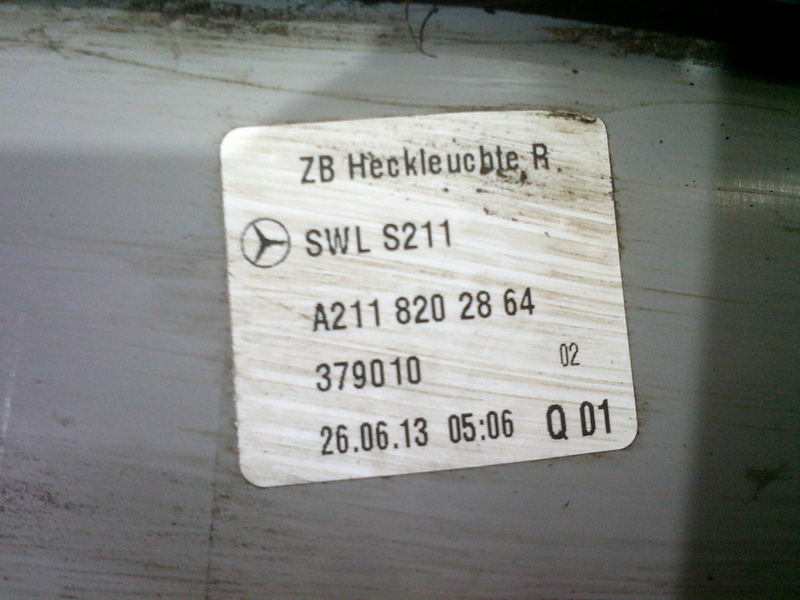 ZB Heckleuchte R
SWL S211
A211 820 28 64
379010 02
26.06.13 05:06 Q 01